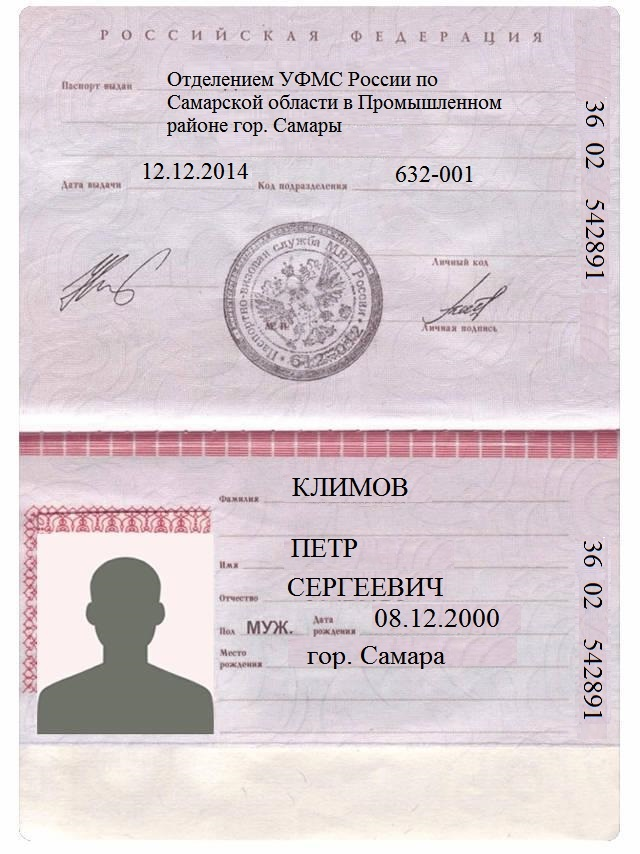 РОССИЙСКАЯ ФЕДЕРАЦИЯ
Паспорт выдан Отделением УФМС России по
Самарской области в Промышленном
районе гор. Самары
Дата выдачи 12.12.2014 Код подразделения 632-001
36 02 542891
Личный код
Паспортно-визовая служба МВД России
М. П.
Личная подпись
Фамилия КЛИМОВ
Имя ПЕТР
Отчество СЕРГЕЕВИЧ
Пол МУЖ. Дата рождения 08.12.2000
Место рождения гор. Самара
36 02 542891